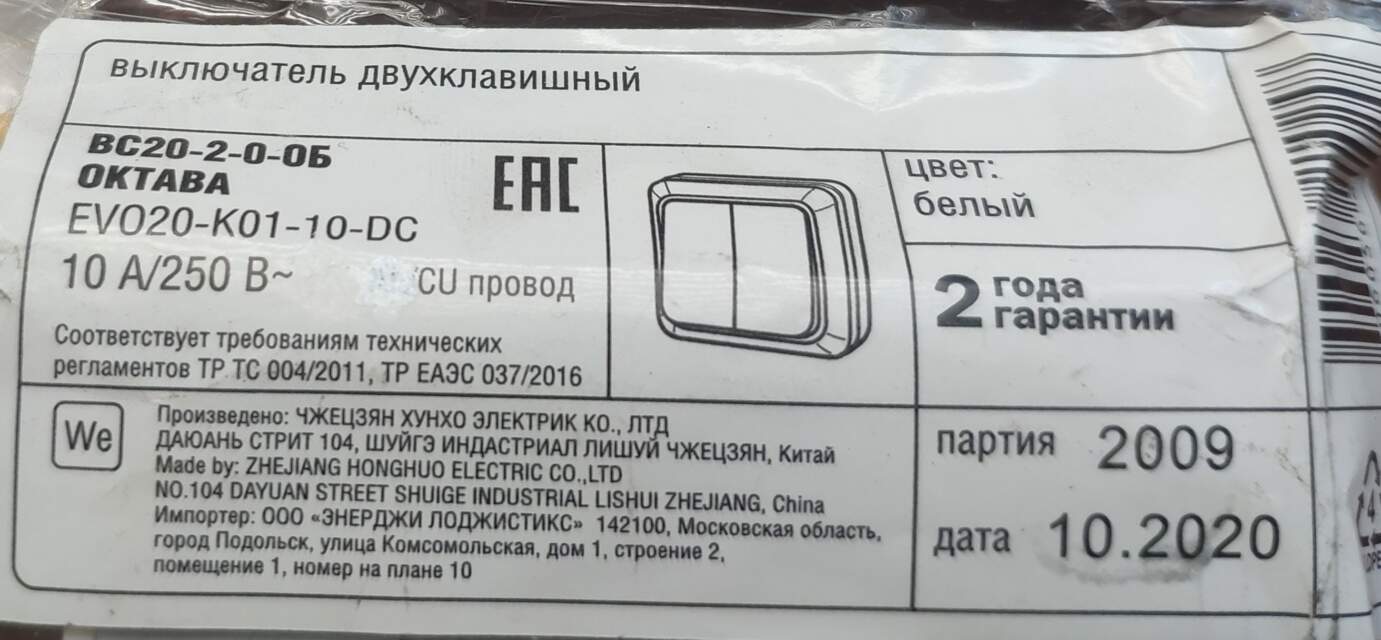 выключатель двухклавишный
ВС20-2-0-ОБ
ОКТАВА
EVO20-K01-10-DC
10 А/250 В~ /CU провод
EAC
Соответствует требованиям технических
регламентов ТР ТС 004/2011, ТР ЕАЭС 037/2016
цвет:
белый
2 года
гарантии
We
Произведено: ЧЖЕЦЗЯН ХУНХО ЭЛЕКТРИК КО., ЛТД
ДАЮАНЬ СТРИТ 104, ШУЙГЭ ИНДАСТРИАЛ ЛИШУЙ ЧЖЕЦЗЯН, Китай
Made by: ZHEJIANG HONGHUO ELECTRIC CO.,LTD
NO.104 DAYUAN STREET SHUIGE INDUSTRIAL LISHUI ZHEJIANG, China
Импортер: ООО «ЭНЕРДЖИ ЛОДЖИСТИКС» 142100, Московская область,
город Подольск, улица Комсомольская, дом 1, строение 2,
помещение 1, номер на плане 10
партия 2009
дата 10.2020